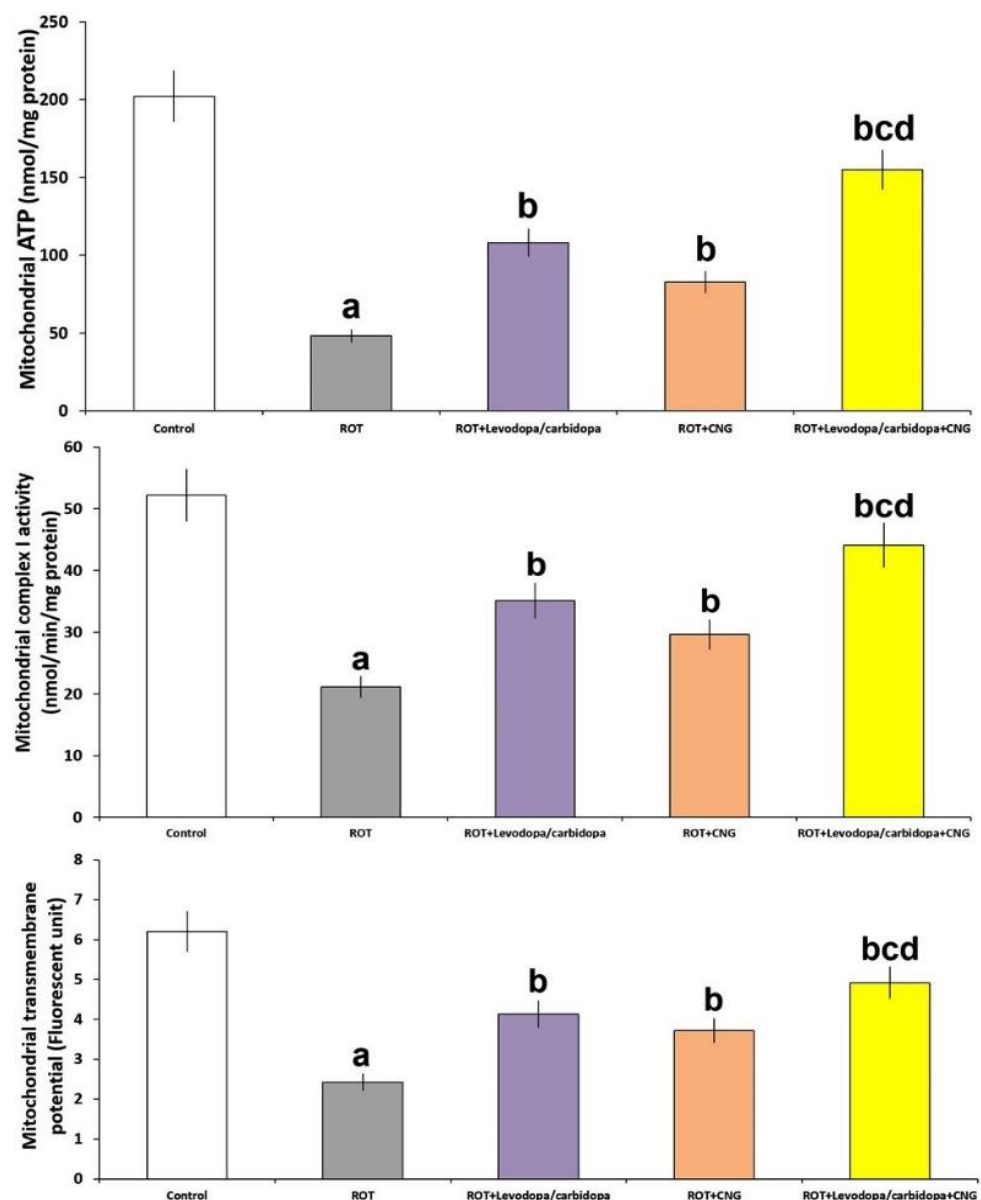 Mitochondrial ATP (nmol/mg protein)
250
200
150
100
50
0
a
b
b
bcd
Control
ROT
ROT+Levodopa/carbidopa
ROT+CNG
ROT+Levodopa/carbidopa+CNG
Mitochondrial complex I activity
(nmol/min/mg protein)
60
50
40
30
20
10
0
a
b
b
bcd
Control
ROT
ROT+Levodopa/carbidopa
ROT+CNG
ROT+Levodopa/carbidopa+CNG
Mitochondrial transmembrane
potential (Fluorescent unit)
8
7
6
5
4
3
2
1
0
a
b
b
bcd
Control
ROT
ROT+Levodopa/carbidopa
ROT+CNG
ROT+Levodopa/carbidopa+CNG